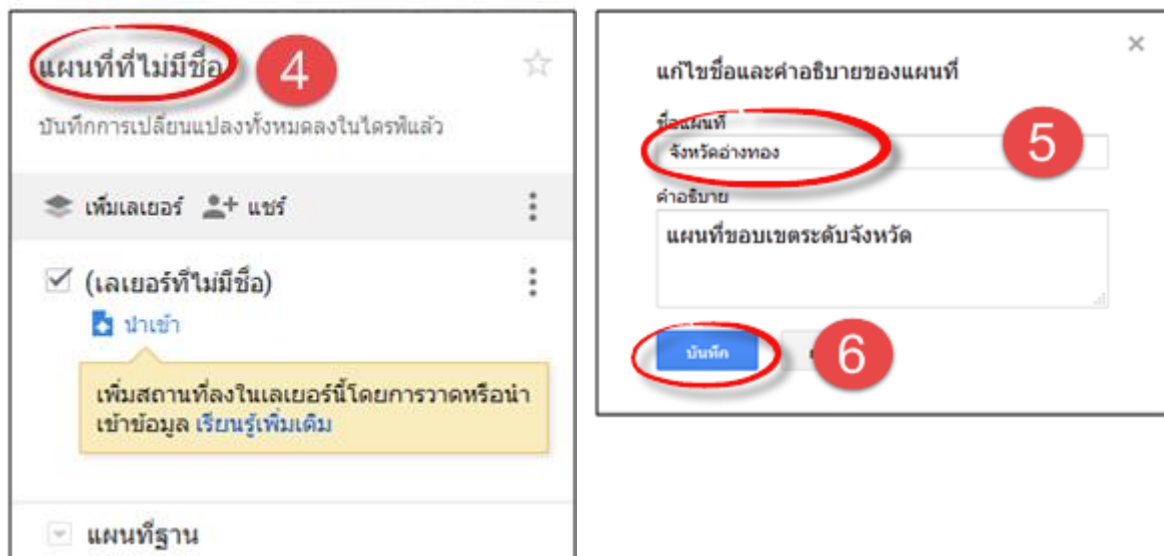 แผนที่ที่ไม่มีชื่อ
4
บันทึกการเปลี่ยนแปลงทั้งหมดลงในไดรฟ์แล้ว
เพิ่มเลเยอร์ แชร์
(เลเยอร์ที่ไม่มีชื่อ)
นำเข้า
เพิ่มสถานที่ลงในเลเยอร์นี้โดยการวาดหรือนำ
เข้าข้อมูล เรียนรู้เพิ่มเติม
แผนที่ฐาน
แก้ไขชื่อและคำอธิบายของแผนที่
ชื่อแผนที่
จังหวัดอ่างทอง
5
คำอธิบาย
แผนที่ขอบเขตระดับจังหวัด
บันทึก
6